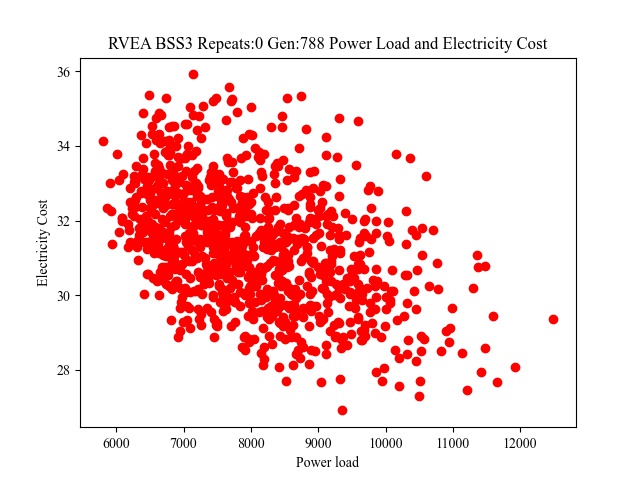 RVEA BSS3 Repeats:0 Gen:788 Power Load and Electricity Cost
36
34
32
30
28
Electricity Cost
6000 7000 8000 9000 10000 11000 12000
Power load